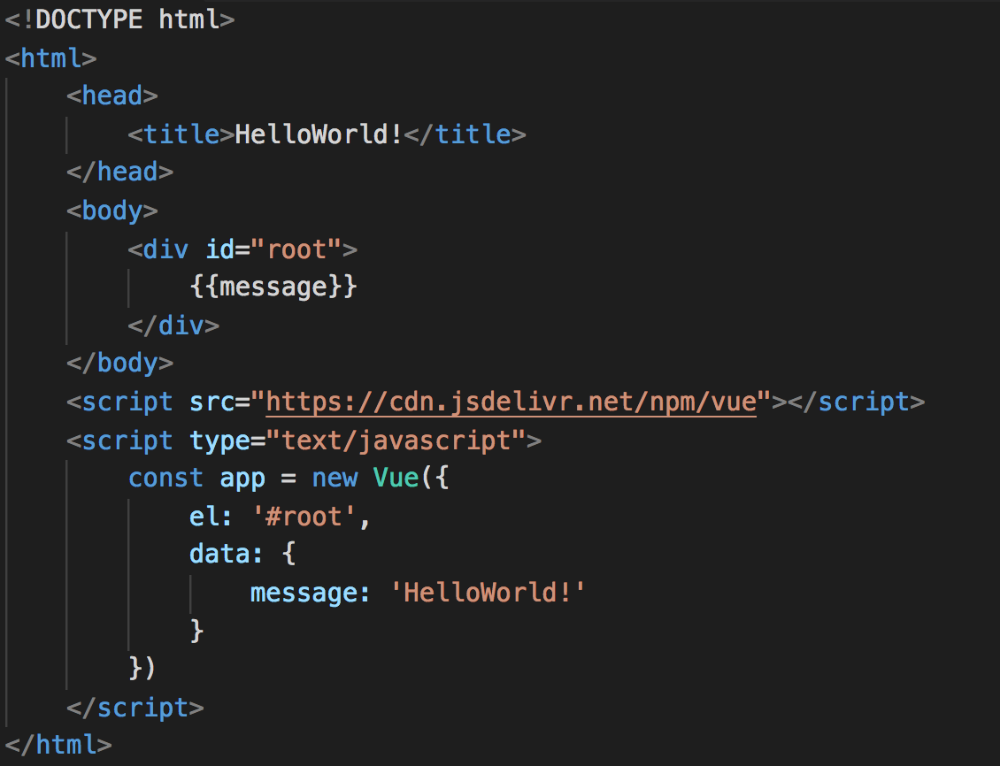 <!DOCTYPE html>
<html>
    <head>
        <title>HelloWorld!</title>
    </head>
    <body>
        <div id="root">
            {{message}}
        </div>
    </body>
    <script src="https://cdn.jsdelivr.net/npm/vue"></script>
    <script type="text/javascript">
        const app = new Vue({
            el: '#root',
            data: {
                message: 'HelloWorld!'
            }
        })
    </script>
</html>